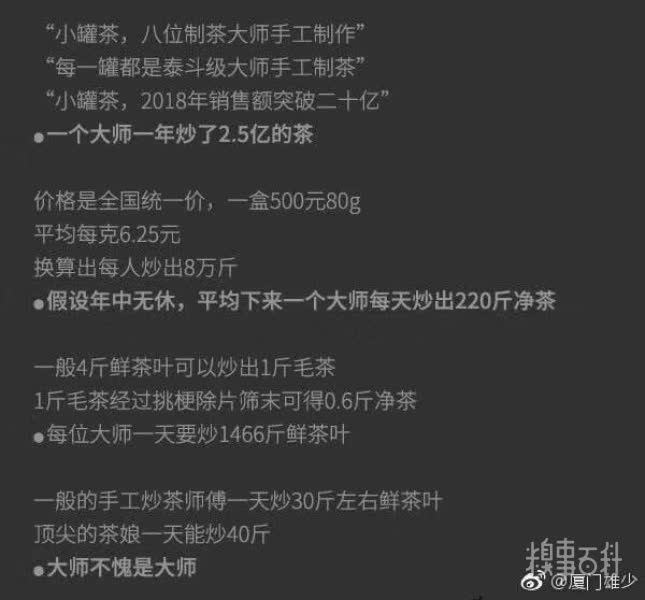 “小罐茶，八位制茶大师手工制作”
“每一罐都是泰斗级大师手工制茶”
“小罐茶，2018年销售额突破二十亿”
●一个大师一年炒了2.5亿的茶
价格是全国统一价，一盒500元80g
平均每克6.25元
换算出每人炒出8万斤
●假设年中无休，平均下来一个大师每天炒出220斤净茶
一般4斤鲜茶叶可以炒出1斤毛茶
1斤毛茶经过挑梗除片筛末可得0.6斤净茶
●每位大师一天要炒1466斤鲜茶叶
一般的手工炒茶师傅一天炒30斤左右鲜茶叶
顶尖的茶娘一天能炒40斤
●大师不愧是大师
糗事百科
@厦门雄少